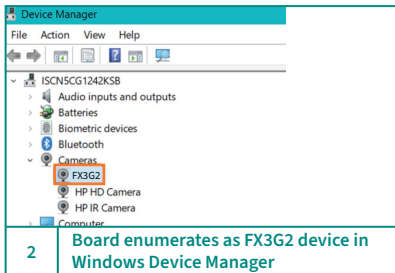 Device Manager
File Action View Help
ISCN5CG1242KSB
Audio inputs and outputs
Batteries
Biometric devices
Bluetooth
Cameras
FX3G2
HP HD Camera
HP IR Camera
Computer
2
Board enumerates as FX3G2 device in
Windows Device Manager